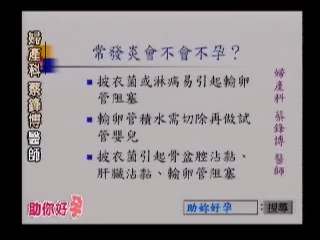 婦產科 蔡鋒博 醫師
常發炎會不會不孕？
披衣菌或淋病易引起輸卵
管阻塞
輸卵管積水需切除再做試
管嬰兒
披衣菌引起骨盆腔沾黏、
肝臟沾黏、輸卵管阻塞
婦產科 蔡鋒博 醫師
助你好孕
助妳好孕 : 搜尋